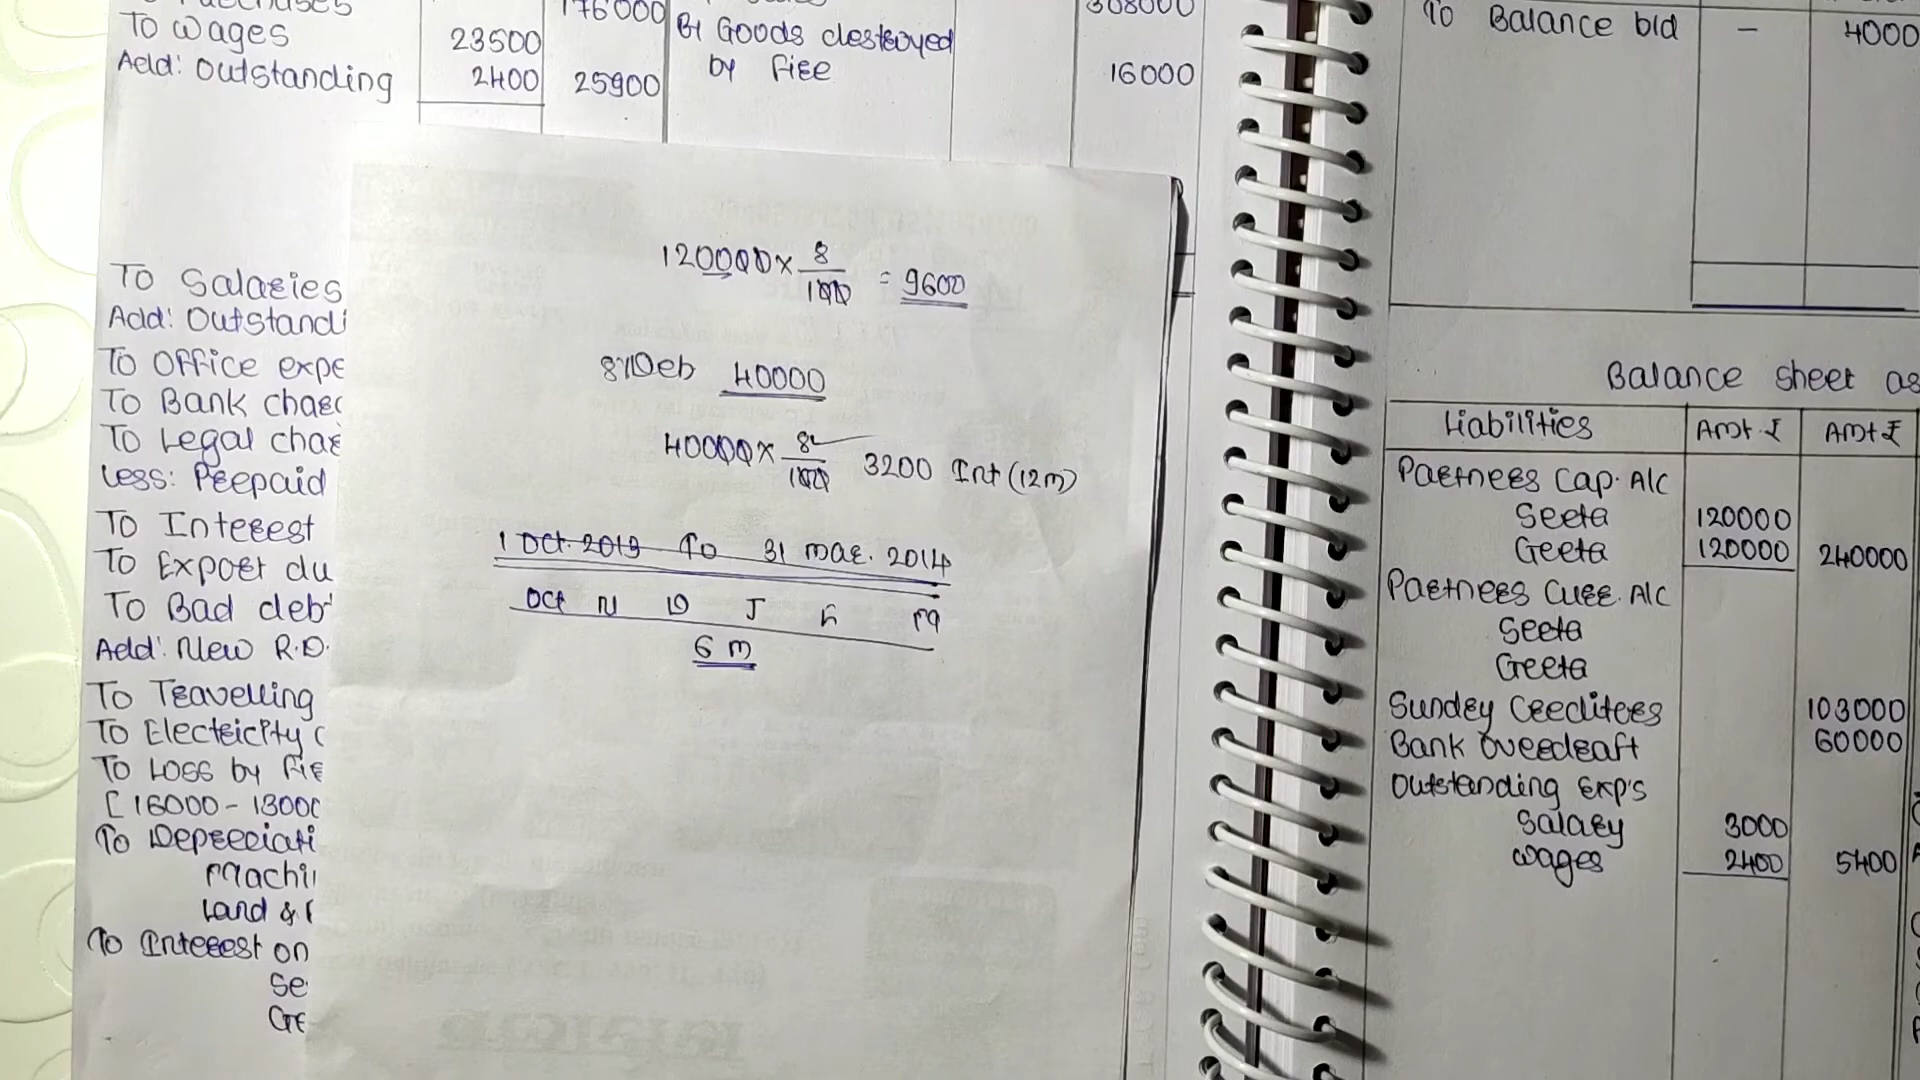 176000
308000
To wages 23500
Add: Outstanding 2400 25900
By Goods destroyed
by fire 16000
To Salaries
Add: Outstandi
To Office expe
To Bank char
To Legal char
Less: Prepaid
To Interest
To Export du
To Bad deb
Add: New R.D.
To Travelling
To Electricity c
To Loss by fir
[16000 - 13000
To Depreciati
Machi
Land & 
To Interest on
Se
Ge
120000 x 8/100 = 9600
8% Deb 40000
40000 x 8/100 3200 Int (12m)
1 Oct. 2013 To 31 Mar. 2014
Oct N D J F M
6 m
To Balance b/d - 4000
Balance sheet as
Liabilities Amt ₹ Amt ₹
Partners Cap. A/c
Seeta 120000
Geeta 120000 240000
Partners Curr. A/c
Seeta
Geeta
Sundry Creditors 103000
Bank Overdraft 60000
Outstanding Exp's
Salary 3000
Wages 2400 5400